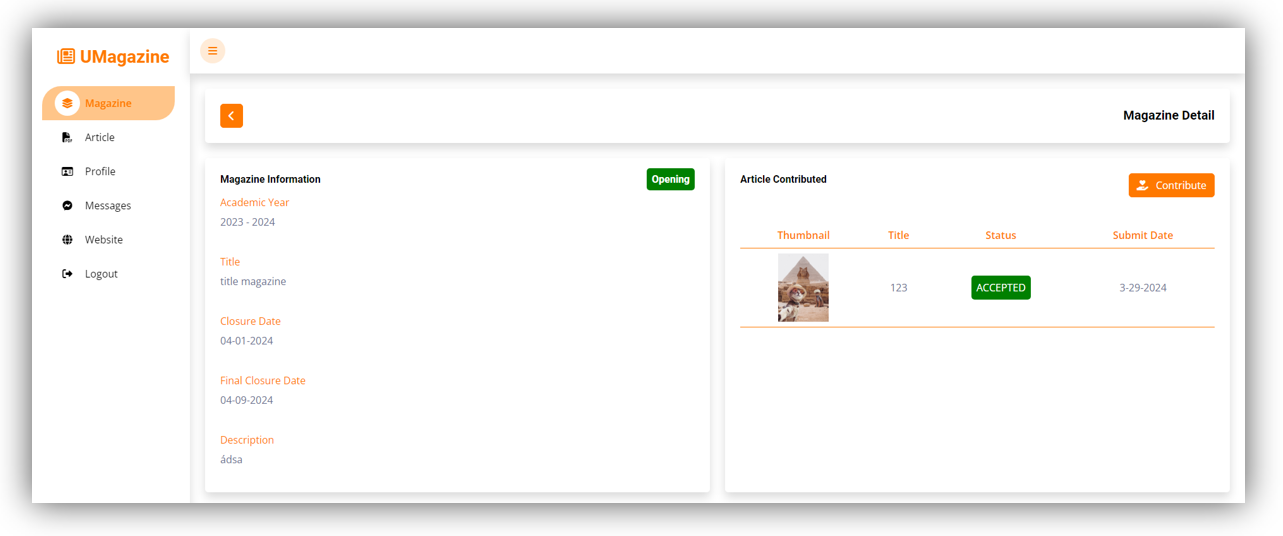 UMagazine
Magazine
Article
Profile
Messages
Website
Logout
Magazine Detail
Magazine Information
Opening
Academic Year
2023 - 2024
Title
title magazine
Closure Date
04-01-2024
Final Closure Date
04-09-2024
Description
ádsa
Article Contributed
Contribute
Thumbnail Title Status Submit Date
123 ACCEPTED 3-29-2024